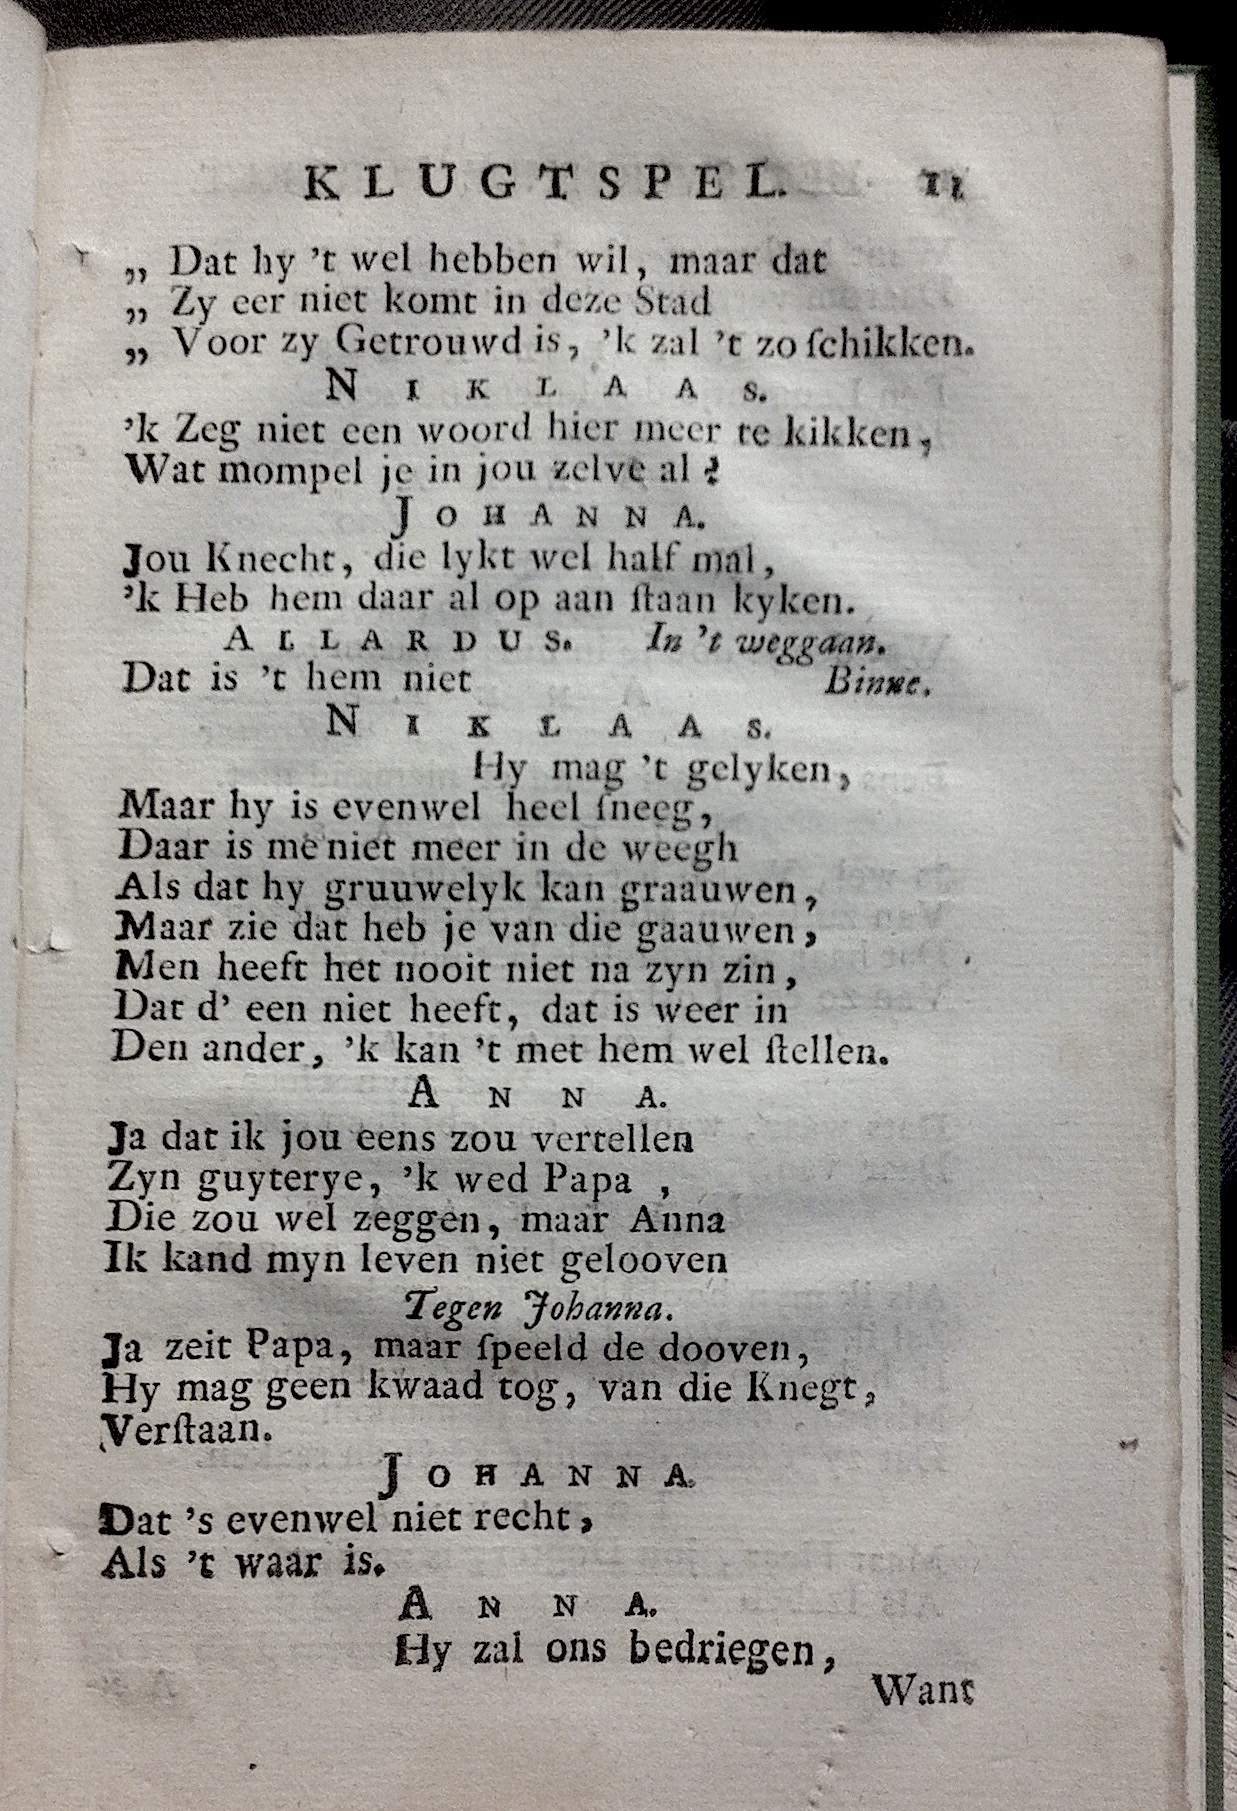 KLUGTSPEL. 11
„ Dat hy 't wel hebben wil, maar dat
„ Zy eer niet komt in deze Stad
„ Voor zy Getrouwd is, 'k zal 't zo ſchikken.
NIKLAAS.
'k Zeg niet een woord hier meer te kikken,
Wat mompel je in jou zelve al?
JOHANNA.
Jou Knecht, die lykt wel half mal,
'k Heb hem daar al op aan ſtaan kyken.
ALLARDUS. In 't weggaan.
Dat is 't hem niet Binne.
NIKLAAS.
Hy mag 't gelyken,
Maar hy is evenwel heel ſneeg,
Daar is me niet meer in de weegh
Als dat hy gruuwelyk kan graauwen,
Maar zie dat heb je van die gaauwen,
Men heeft het nooit niet na zyn zin,
Dat d' een niet heeft, dat is weer in
Den ander, 'k kan 't met hem wel ſtellen.
ANNA.
Ja dat ik jou eens zou vertellen
Zyn guyterye, 'k wed Papa ,
Die zou wel zeggen, maar Anna
Ik kand myn leven niet gelooven
Tegen Johanna.
Ja zeit Papa, maar ſpeeld de dooven,
Hy mag geen kwaad tog, van die Knegt,
Verſtaan.
JOHANNA.
Dat 's evenwel niet recht,
Als 't waar is.
ANNA.
Hy zal ons bedriegen,
Want